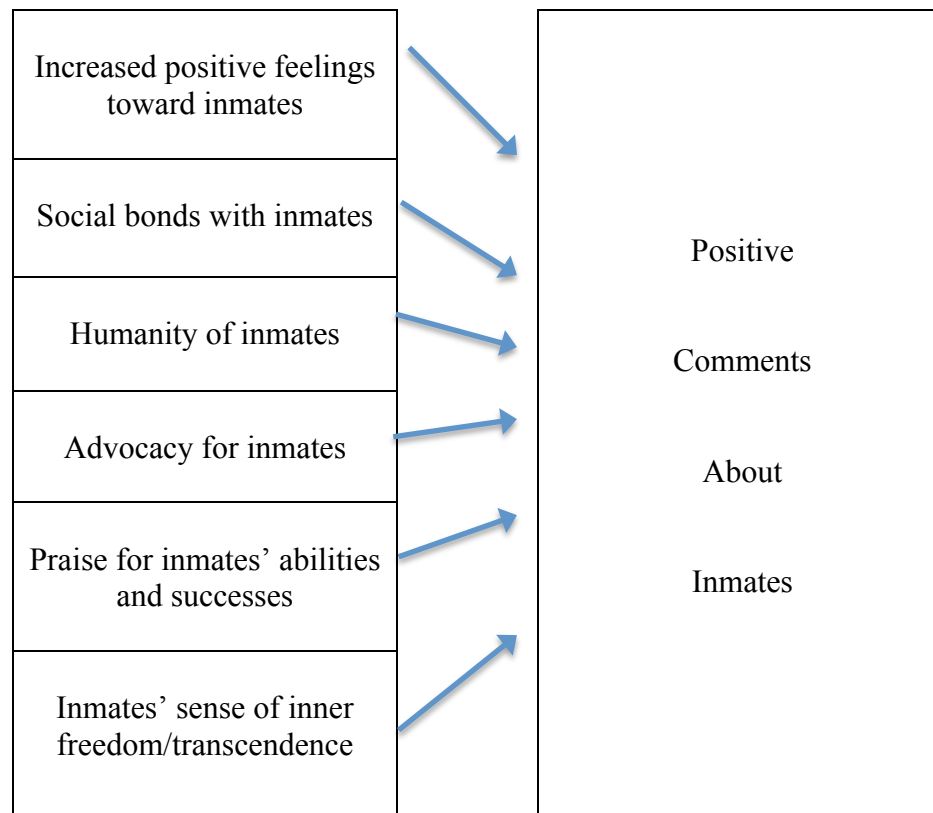 Increased positive feelings
toward inmates
Social bonds with inmates
Humanity of inmates
Advocacy for inmates
Praise for inmates’ abilities
and successes
Inmates’ sense of inner
freedom/transcendence
Positive
Comments
About
Inmates